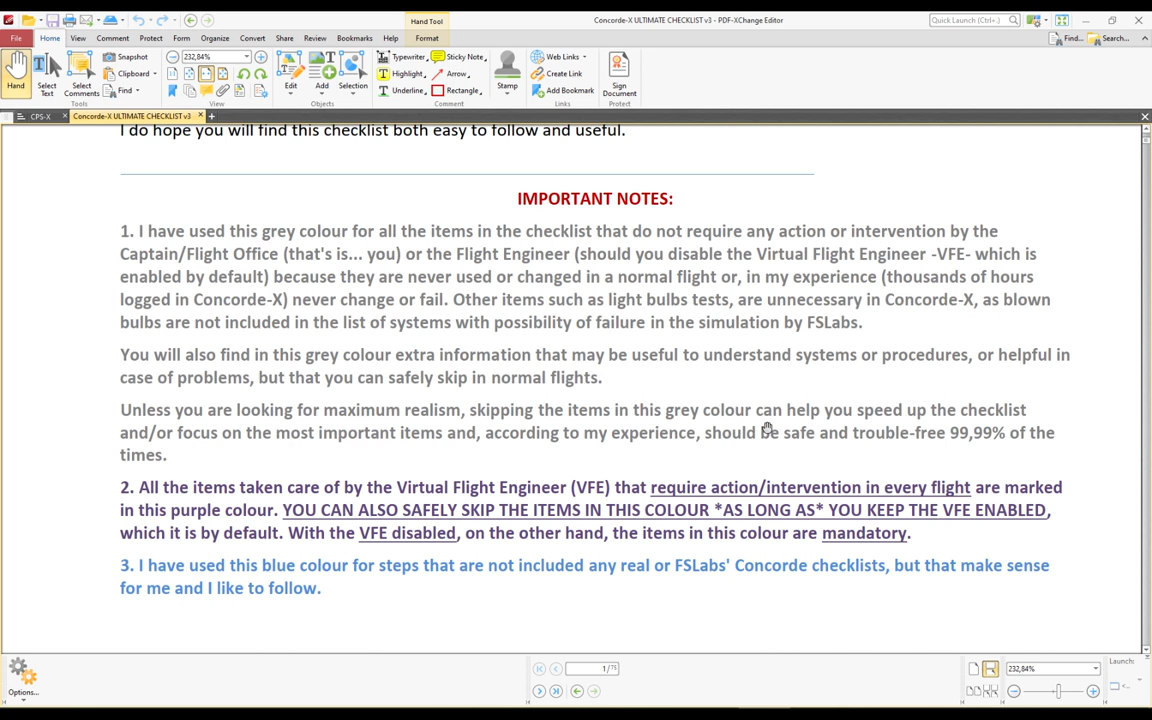 Hand Tool
Concorde-X ULTIMATE CHECKLIST v3 - PDF-XChange Editor
Quick Launch (Ctrl+.)
File Home View Comment Protect Form Organize Convert Share Review Bookmarks Help Format
Find... Search...
Hand
Select Text
Select Comments
Snapshot
Clipboard
Find
Tools
232,84%
View
Edit
Add
Selection
Objects
Typewriter
Highlight
Underline
Sticky Note
Arrow
Rectangle
Stamp
Comment
Web Links
Create Link
Add Bookmark
Links
Sign Document
Protect
CPS-X
Concorde-X ULTIMATE CHECKLIST v3
I do hope you will find this checklist both easy to follow and useful.
IMPORTANT NOTES:
1. I have used this grey colour for all the items in the checklist that do not require any action or intervention by the
Captain/Flight Office (that's is... you) or the Flight Engineer (should you disable the Virtual Flight Engineer -VFE- which is
enabled by default) because they are never used or changed in a normal flight or, in my experience (thousands of hours
logged in Concorde-X) never change or fail. Other items such as light bulbs tests, are unnecessary in Concorde-X, as blown
bulbs are not included in the list of systems with possibility of failure in the simulation by FSLabs.
You will also find in this grey colour extra information that may be useful to understand systems or procedures, or helpful in
case of problems, but that you can safely skip in normal flights.
Unless you are looking for maximum realism, skipping the items in this grey colour can help you speed up the checklist
and/or focus on the most important items and, according to my experience, should be safe and trouble-free 99,99% of the
times.
2. All the items taken care of by the Virtual Flight Engineer (VFE) that require action/intervention in every flight are marked
in this purple colour. YOU CAN ALSO SAFELY SKIP THE ITEMS IN THIS COLOUR *AS LONG AS* YOU KEEP THE VFE ENABLED,
which it is by default. With the VFE disabled, on the other hand, the items in this colour are mandatory.
3. I have used this blue colour for steps that are not included any real or FSLabs' Concorde checklists, but that make sense
for me and I like to follow.
Options...
1/75
232,84%
Launch: